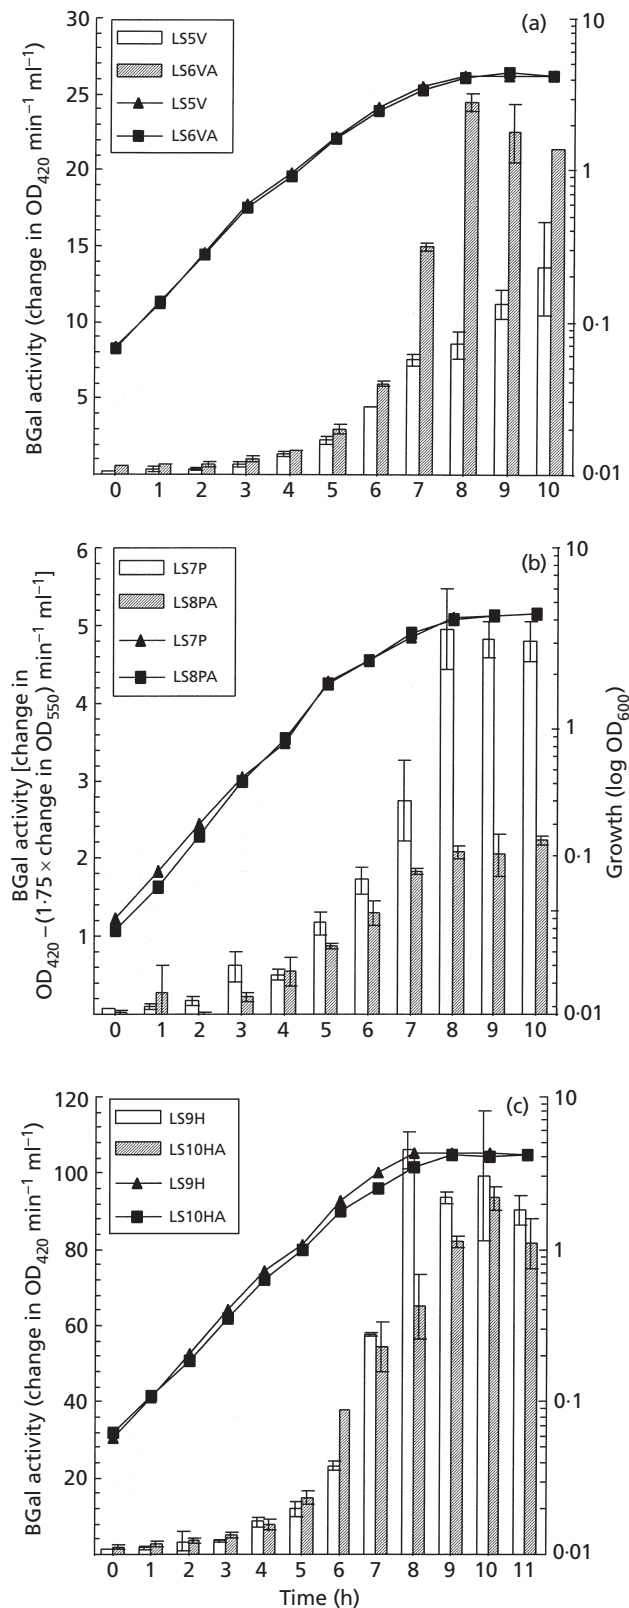 (a)
30
25
20
15
10
5
10
1
0·1
0·01
LS5V
LS6VA
LS5V
LS6VA
BGal activity (change in OD420 min−1 ml−1)
0 1 2 3 4 5 6 7 8 9 10
(b)
6
5
4
3
2
1
10
1
0·1
0·01
LS7P
LS8PA
LS7P
LS8PA
BGal activity [change in
OD420 − (1·75 × change in OD550) min−1 ml−1]
Growth (log OD600)
0 1 2 3 4 5 6 7 8 9 10
(c)
120
100
80
60
40
20
10
1
0·1
0·01
LS9H
LS10HA
LS9H
LS10HA
BGal activity (change in OD420 min−1 ml−1)
0 1 2 3 4 5 6 7 8 9 10 11
Time (h)